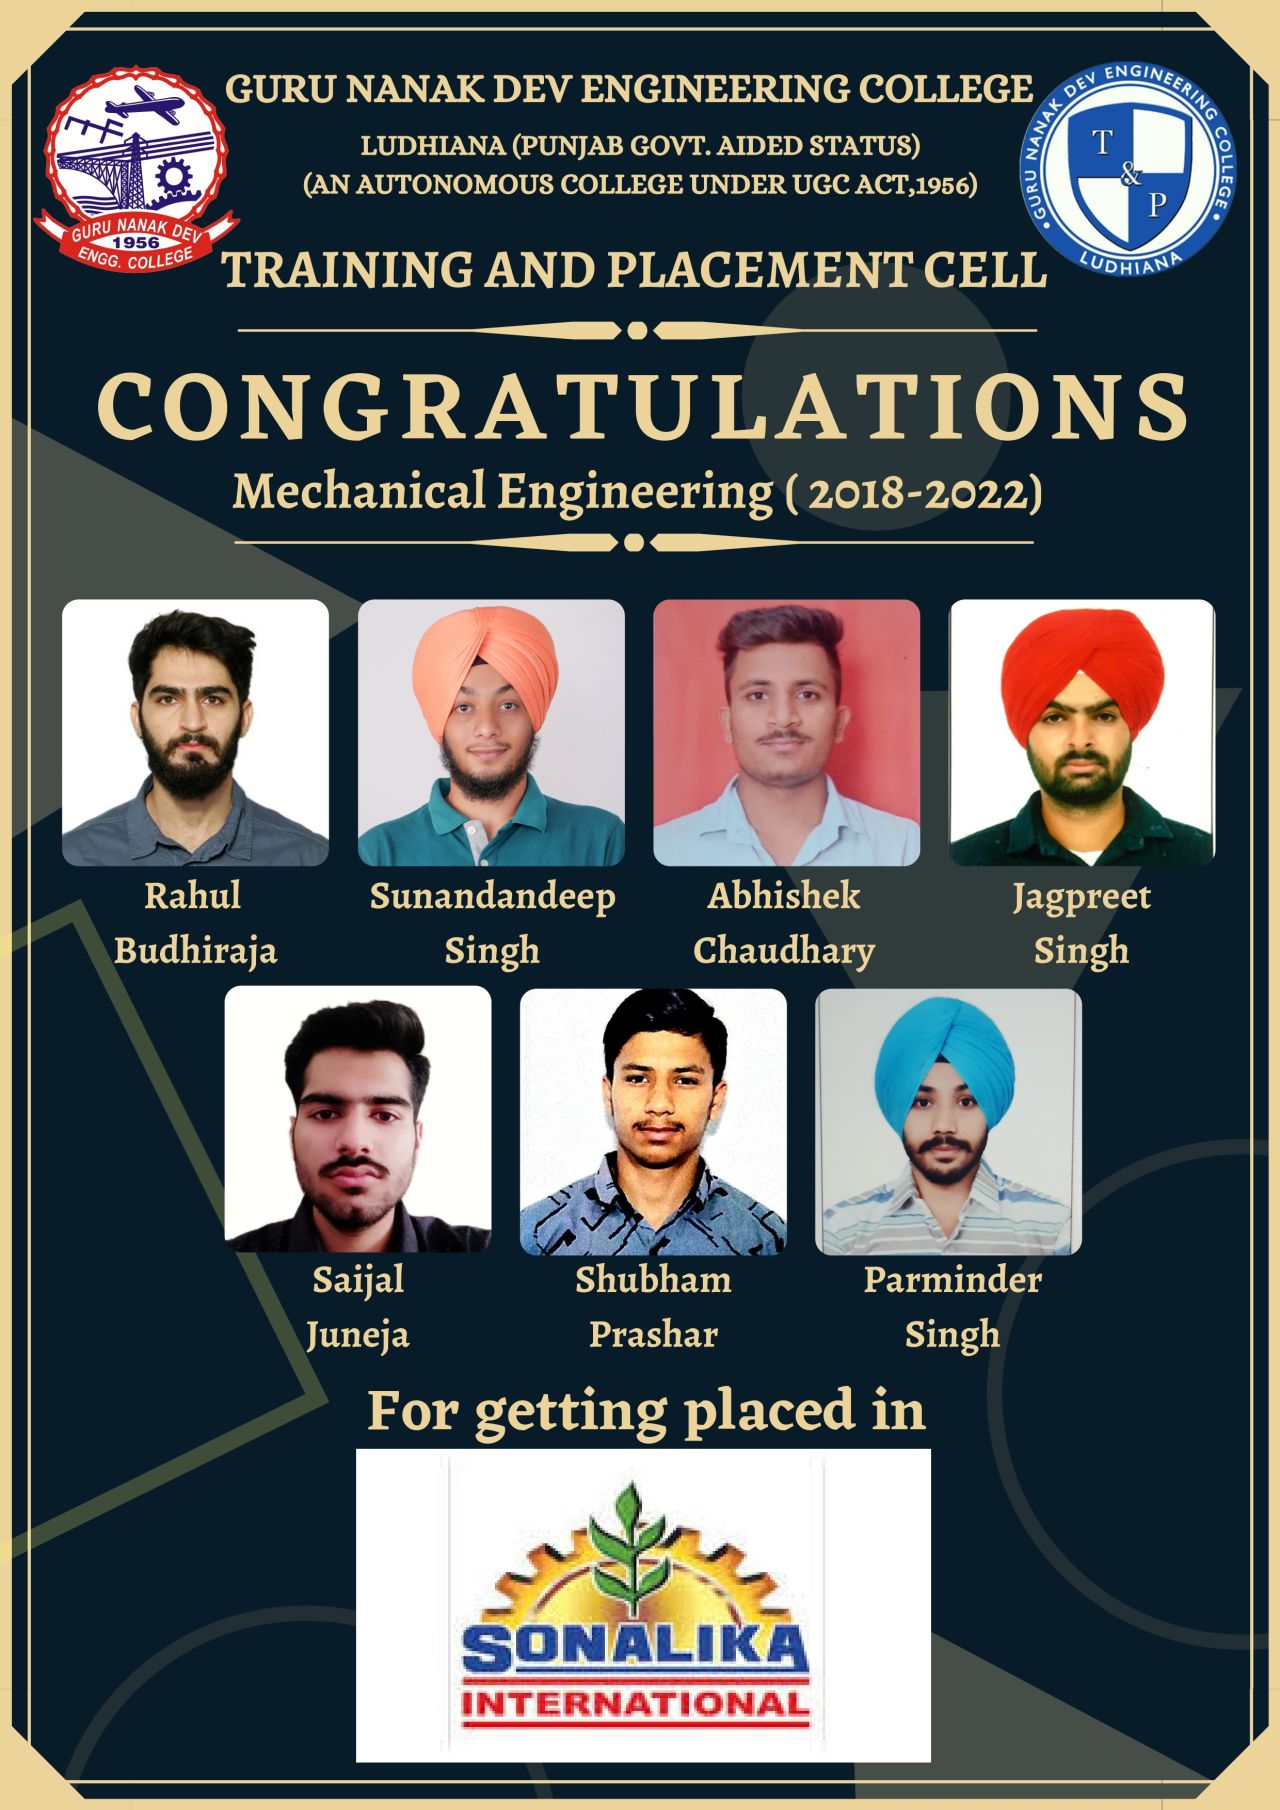 GURU NANAK DEV ENGINEERING COLLEGE
LUDHIANA (PUNJAB GOVT. AIDED STATUS)
(AN AUTONOMOUS COLLEGE UNDER UGC ACT,1956)
GURU NANAK DEV
1956
ENGG. COLLEGE
GURU NANAK DEV ENGINEERING COLLEGE
T
&
P
LUDHIANA
TRAINING AND PLACEMENT CELL
CONGRATULATIONS
Mechanical Engineering ( 2018-2022)
Rahul
Budhiraja
Sunandandeep
Singh
Abhishek
Chaudhary
Jagpreet
Singh
Saijal
Juneja
Shubham
Prashar
Parminder
Singh
For getting placed in
SONALIKA
INTERNATIONAL